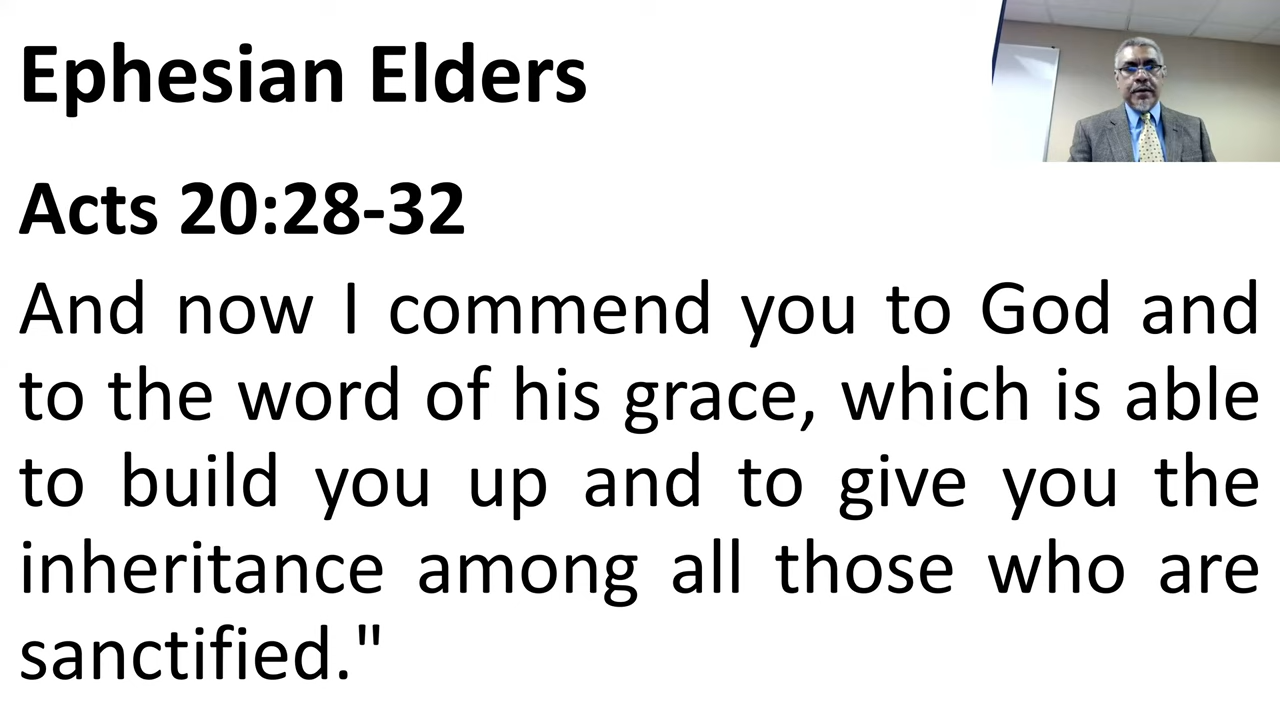 Ephesian Elders
Acts 20:28-32
And now I commend you to God and
to the word of his grace, which is able
to build you up and to give you the
inheritance among all those who are
sanctified."